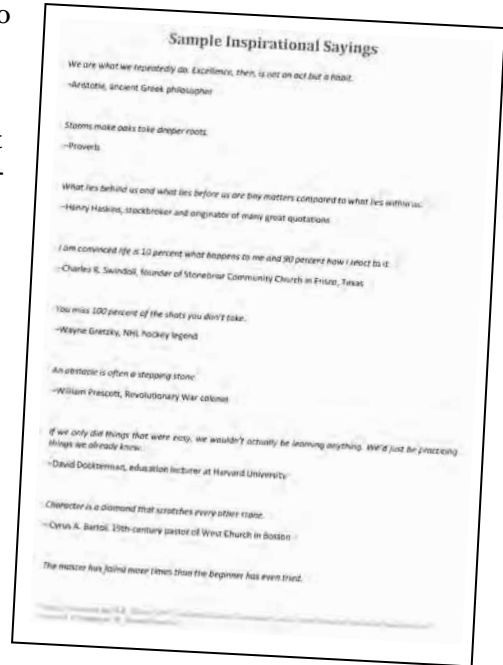 o
Sample Inspirational Sayings
We are what we repeatedly do. Excellence, then, is not an act but a habit.
~Aristotle, ancient Greek philosopher
Storms make oaks take deeper roots.
~Proverb
What lies behind us and what lies before us are tiny matters compared to what lies within us.
~Henry Haskins, stockbroker and originator of many great quotations
I am convinced life is 10 percent what happens to me and 90 percent how I react to it.
~Charles R. Swindoll, founder of Stonebriar Community Church in Frisco, Texas
You miss 100 percent of the shots you don't take.
~Wayne Gretzky, NHL hockey legend
An obstacle is often a stepping stone.
~William Prescott, Revolutionary War colonel
If we only did things that were easy, we wouldn't actually be learning anything. We'd just be practicing
things we already knew.
~David Dockterman, education lecturer at Harvard University
Character is a diamond that scratches every other stone.
~Cyrus A. Bartol, 19th-century pastor of West Church in Boston
The master has failed more times than the beginner has even tried.